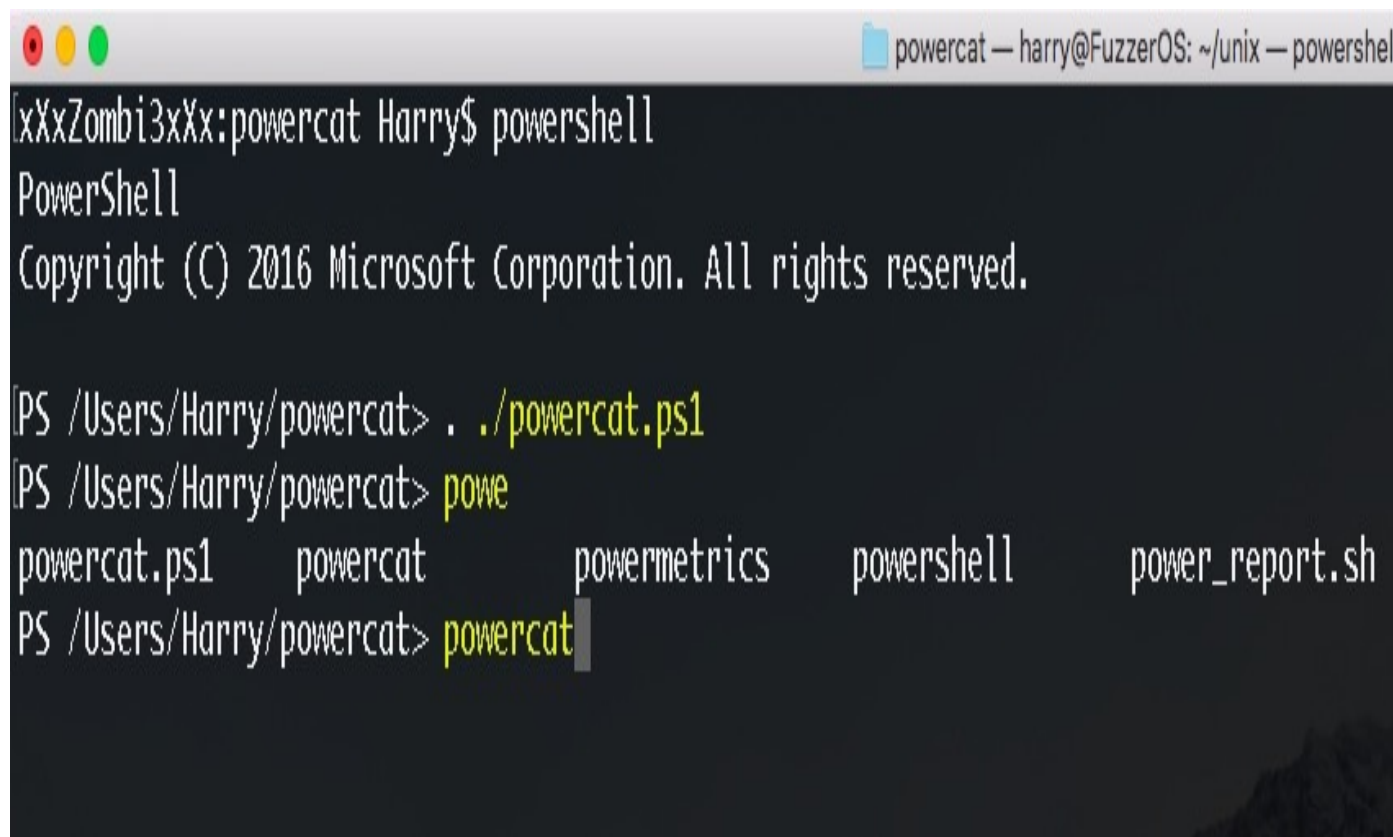 powercat — harry@FuzzerOS: ~/unix — powershel
[xXxZombi3xXx:powercat Harry$ powershell
PowerShell
Copyright (C) 2016 Microsoft Corporation. All rights reserved.
[PS /Users/Harry/powercat> . ./powercat.ps1
[PS /Users/Harry/powercat> powe
powercat.ps1 powercat powermetrics powershell power_report.sh
PS /Users/Harry/powercat> powercat